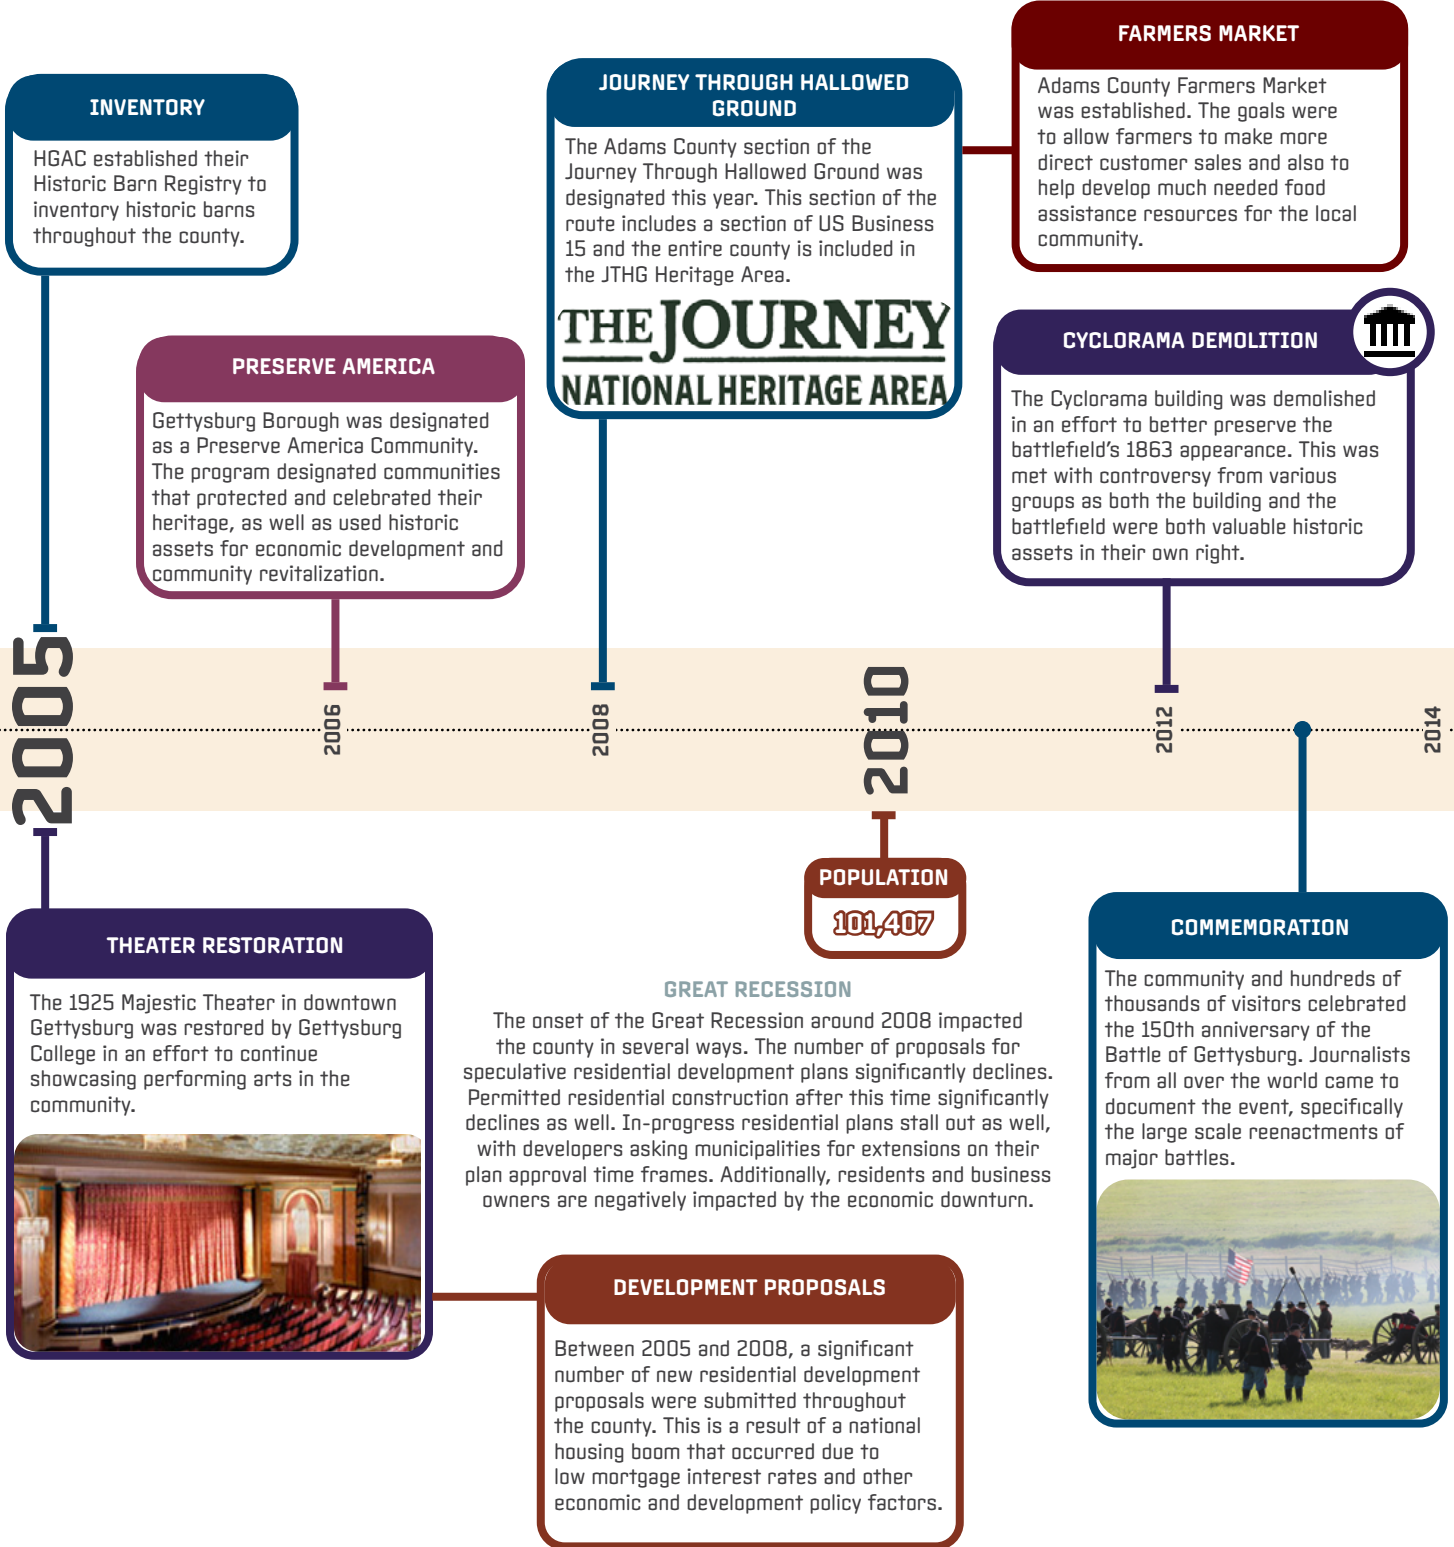 INVENTORY
HGAC established their
Historic Barn Registry to
inventory historic barns
throughout the county.
PRESERVE AMERICA
Gettysburg Borough was designated
as a Preserve America Community.
The program designated communities
that protected and celebrated their
heritage, as well as used historic
assets for economic development and
community revitalization.
JOURNEY THROUGH HALLOWED
GROUND
The Adams County section of the
Journey Through Hallowed Ground was
designated this year. This section of the
route includes a section of US Business
15 and the entire county is included in
the JTHG Heritage Area.
THE JOURNEY
NATIONAL HERITAGE AREA
FARMERS MARKET
Adams County Farmers Market
was established. The goals were
to allow farmers to make more
direct customer sales and also to
help develop much needed food
assistance resources for the local
community.
CYCLORAMA DEMOLITION
The Cyclorama building was demolished
in an effort to better preserve the
battlefield's 1863 appearance. This was
met with controversy from various
groups as both the building and the
battlefield were both valuable historic
assets in their own right.
2005
2006
2008
2010
2012
2014
THEATER RESTORATION
The 1925 Majestic Theater in downtown
Gettysburg was restored by Gettysburg
College in an effort to continue
showcasing performing arts in the
community.
POPULATION
101,407
GREAT RECESSION
The onset of the Great Recession around 2008 impacted
the county in several ways. The number of proposals for
speculative residential development plans significantly declines.
Permitted residential construction after this time significantly
declines as well. In-progress residential plans stall out as well,
with developers asking municipalities for extensions on their
plan approval time frames. Additionally, residents and business
owners are negatively impacted by the economic downturn.
DEVELOPMENT PROPOSALS
Between 2005 and 2008, a significant
number of new residential development
proposals were submitted throughout
the county. This is a result of a national
housing boom that occurred due to
low mortgage interest rates and other
economic and development policy factors.
COMMEMORATION
The community and hundreds of
thousands of visitors celebrated
the 150th anniversary of the
Battle of Gettysburg. Journalists
from all over the world came to
document the event, specifically
the large scale reenactments of
major battles.